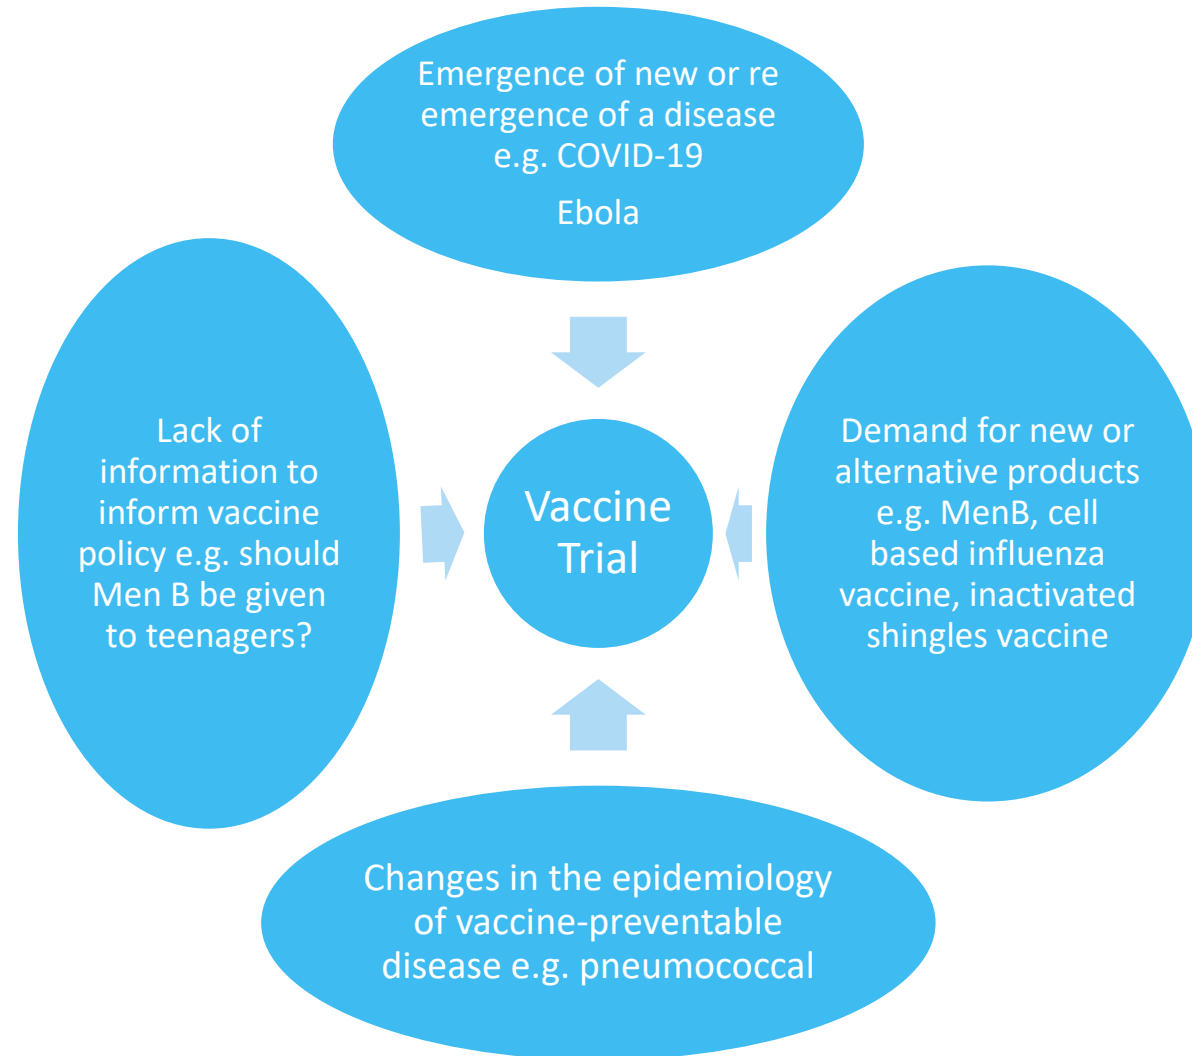 Emergence of new or re
emergence of a disease
e.g. COVID-19
Ebola
Lack of
information to
inform vaccine
policy e.g. should
Men B be given
to teenagers?
Vaccine
Trial
Demand for new or
alternative products
e.g. MenB, cell
based influenza
vaccine, inactivated
shingles vaccine
Changes in the epidemiology
of vaccine-preventable
disease e.g. pneumococcal